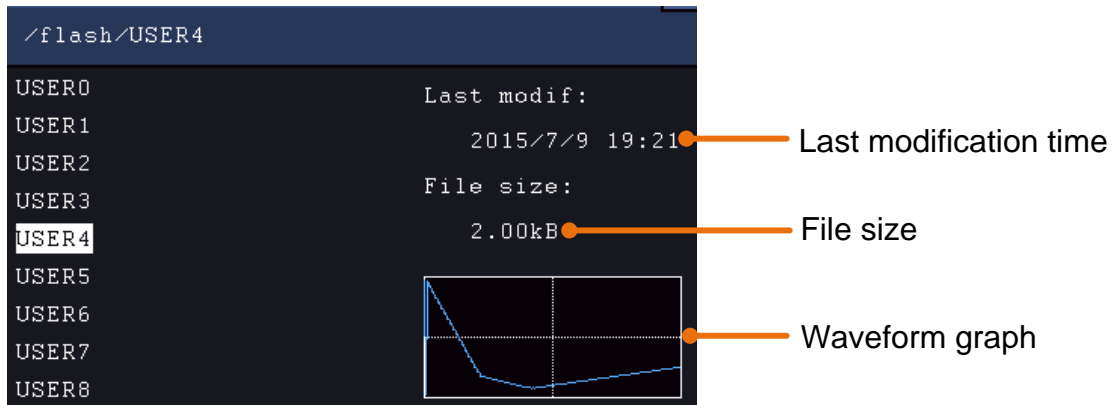 /flash/USER4
USER0
USER1
USER2
USER3
USER4
USER5
USER6
USER7
USER8
Last modif:
2015/7/9 19:21
File size:
2.00kB
Last modification time
File size
Waveform graph